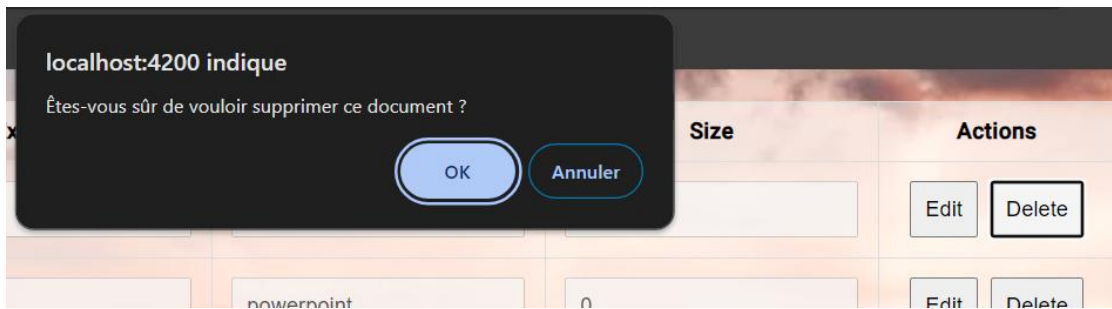 localhost:4200 indique
Êtes-vous sûr de vouloir supprimer ce document ?
OK Annuler
Size Actions
Edit Delete
powerpoint 0 Edit Delete